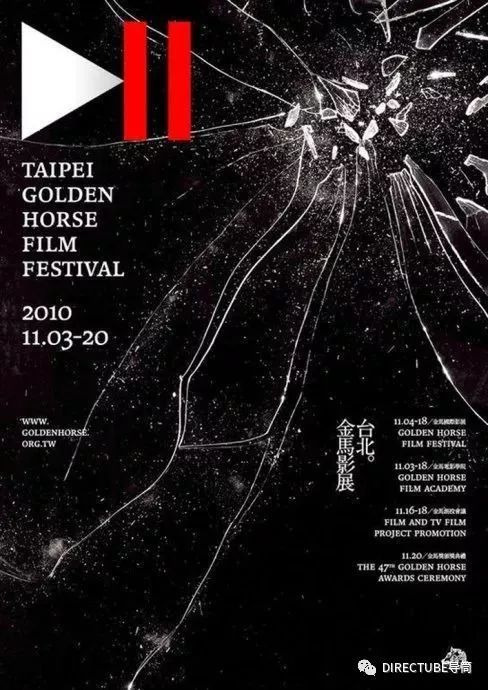 TAIPEI
GOLDEN
HORSE
FILM
FESTIVAL
2010
11.03-20
WWW.
GOLDENHORSE.
ORG.TW
台北。
金馬影展
11.04-18/金馬國際影展
GOLDEN HORSE
FILM FESTIVAL
11.03-18/金馬電影學院
GOLDEN HORSE
FILM ACADEMY
11.16-18/金馬創投會議
FILM AND TV FILM
PROJECT PROMOTION
11.20/金馬獎頒獎典禮
THE 47TH GOLDEN HORSE
AWARDS CEREMONY
DIRECTUBE导筒